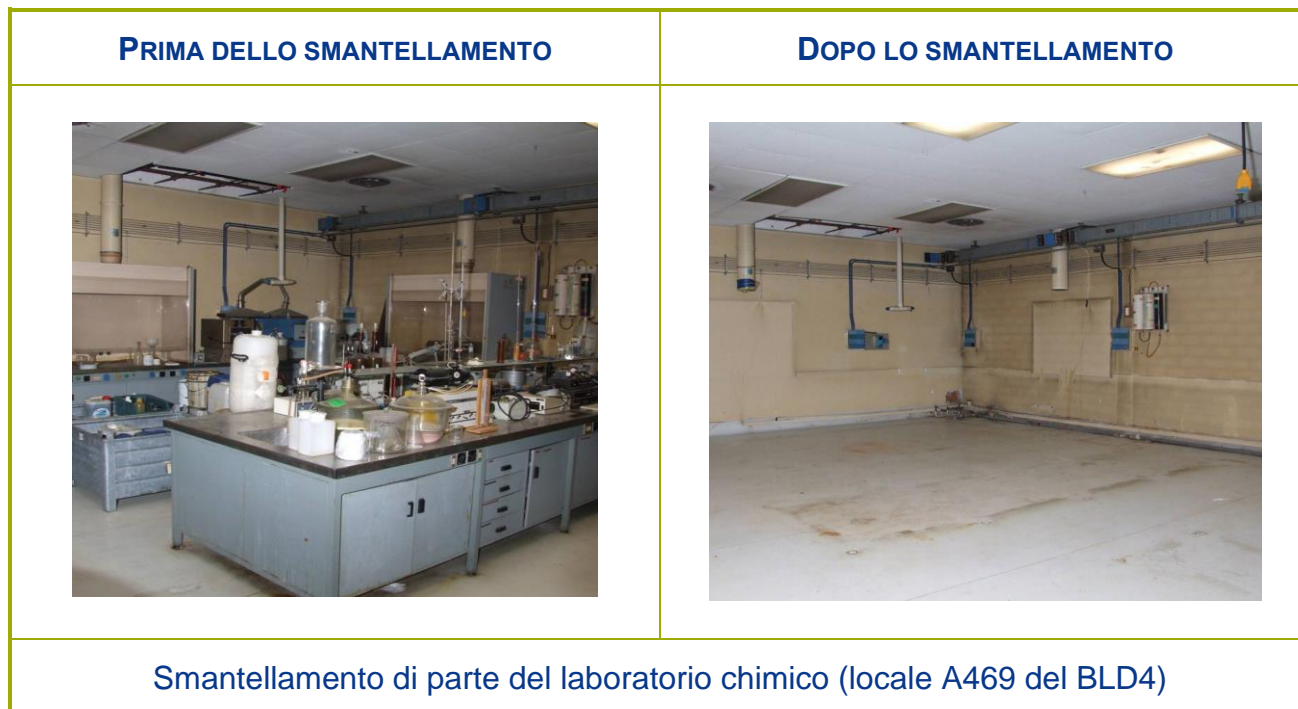 PRIMA DELLO SMANTELLAMENTO
DOPO LO SMANTELLAMENTO
Smantellamento di parte del laboratorio chimico (locale A469 del BLD4)